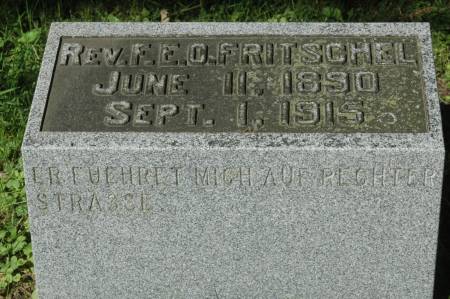 REV. F. E. O. FRITSCHEL
JUNE 11, 1890
SEPT. 1, 1915.
ER FUEHRET MICH AUF RECHTER
STRASSE.